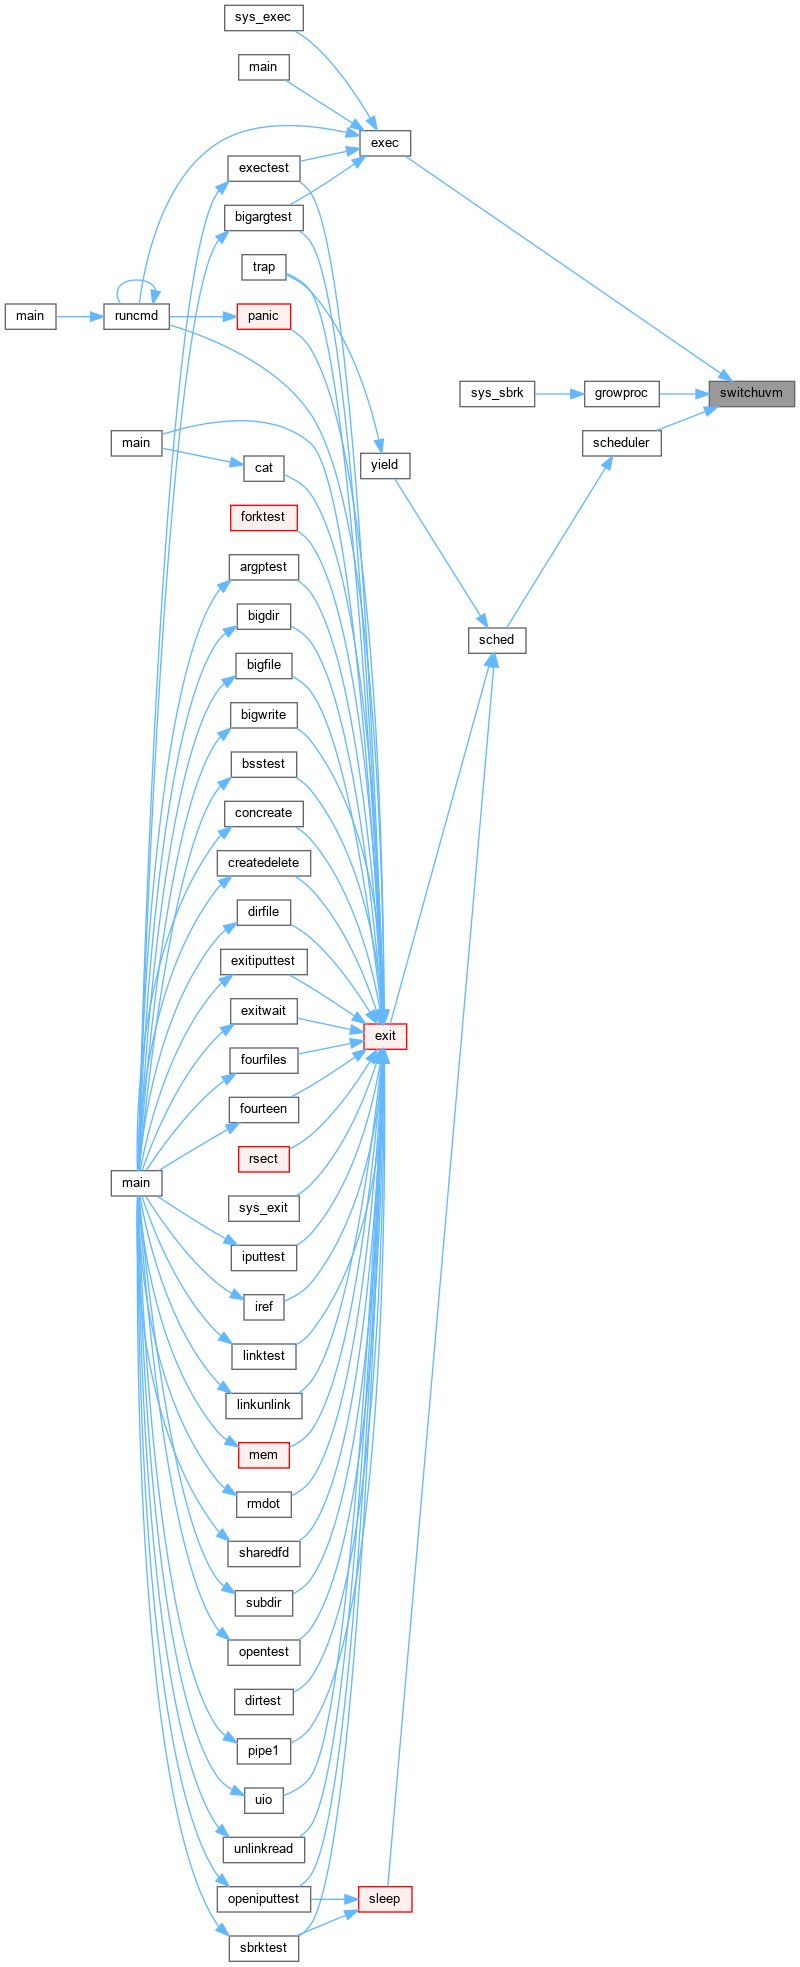 sys_exec
main
exec
exectest
bigargtest
trap
main
runcmd
panic
sys_sbrk
growproc
switchuvm
main
scheduler
cat
yield
forktest
argptest
bigdir
sched
bigfile
bigwrite
bsstest
concreate
createdelete
dirfile
exitiputtest
exitwait
exit
fourfiles
fourteen
rsect
main
sys_exit
iputtest
iref
linktest
linkunlink
mem
rmdot
sharedfd
subdir
opentest
dirtest
pipe1
uio
unlinkread
openiputtest
sleep
sbrktest